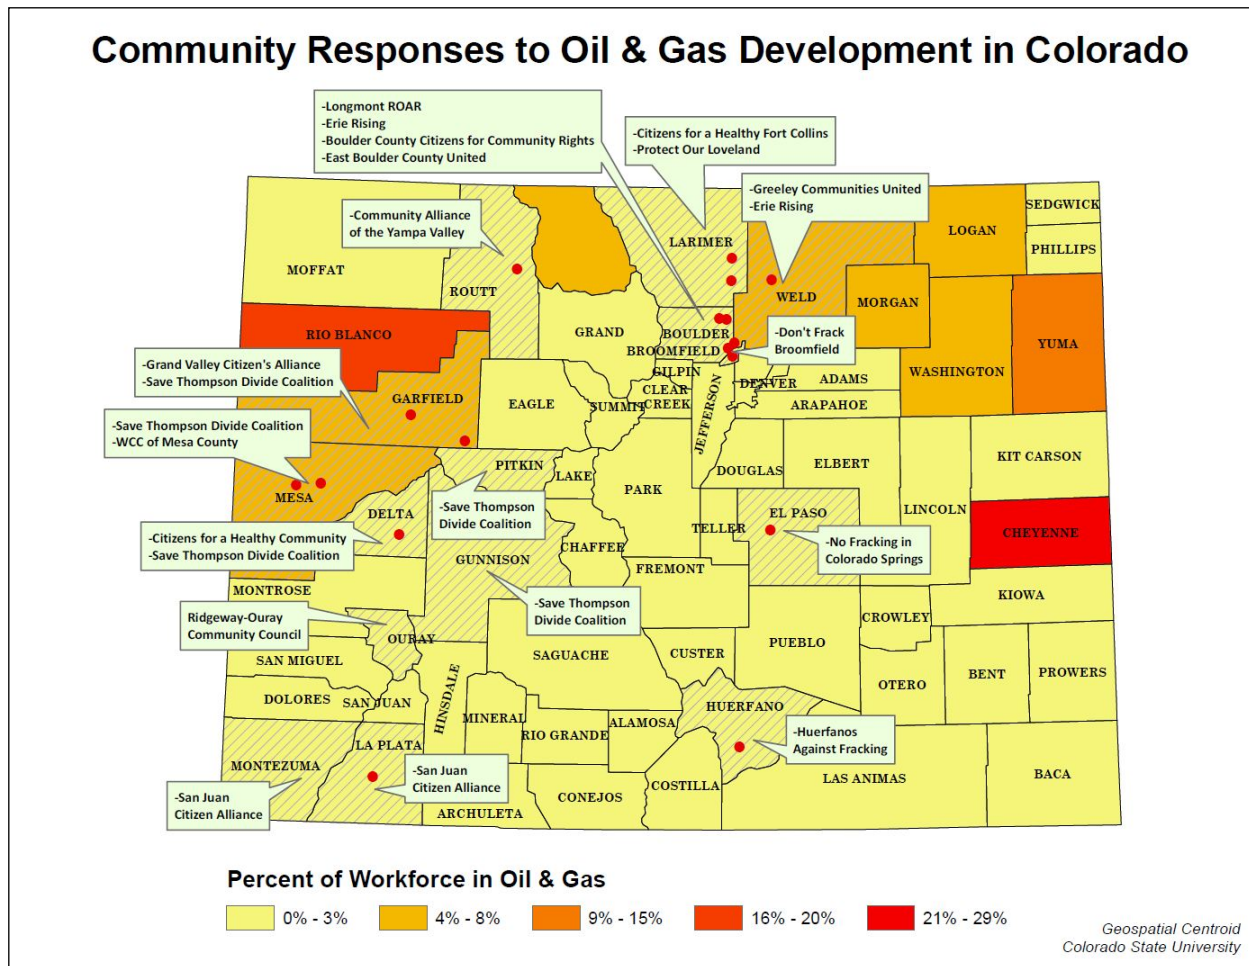 Community Responses to Oil & Gas Development in Colorado
-Longmont ROAR
-Erie Rising
-Boulder County Citizens for Community Rights
-East Boulder County United
-Citizens for a Healthy Fort Collins
-Protect Our Loveland
-Greeley Communities United
-Erie Rising
-Community Alliance
of the Yampa Valley
SEDGWICK
LOGAN
PHILLIPS
LARIMER
MOFFAT
ROUTT
WELD
MORGAN
GRAND
BOULDER
-Don't Frack
Broomfield
RIO BLANCO
BROOMFIELD
YUMA
-Grand Valley Citizen's Alliance
-Save Thompson Divide Coalition
GILPIN
CLEAR
CREEK
DENVER
ADAMS
WASHINGTON
GARFIELD
EAGLE
SUMMIT
JEFFERSON
ARAPAHOE
-Save Thompson Divide Coalition
-WCC of Mesa County
PITKIN
LAKE
DOUGLAS
ELBERT
KIT CARSON
MESA
PARK
-Save Thompson
Divide Coalition
DELTA
TELLER
EL PASO
LINCOLN
CHEYENNE
-Citizens for a Healthy Community
-Save Thompson Divide Coalition
CHAFFEE
GUNNISON
FREMONT
-No Fracking in
Colorado Springs
MONTROSE
KIOWA
-Save Thompson
Divide Coalition
Ridgeway-Ouray
Community Council
OURAY
CROWLEY
PUEBLO
SAN MIGUEL
SAGUACHE
CUSTER
OTERO
BENT
PROWERS
DOLORES
SAN JUAN
HINSDALE
MINERAL
RIO GRANDE
ALAMOSA
HUERFANO
-Huerfanos
Against Fracking
LA PLATA
MONTEZUMA
-San Juan
Citizen Alliance
-San Juan
Citizen Alliance
ARCHULETA
CONEJOS
COSTILLA
LAS ANIMAS
BACA
Percent of Workforce in Oil & Gas
0% - 3%
4% - 8%
9% - 15%
16% - 20%
21% - 29%
Geospatial Centroid
Colorado State University